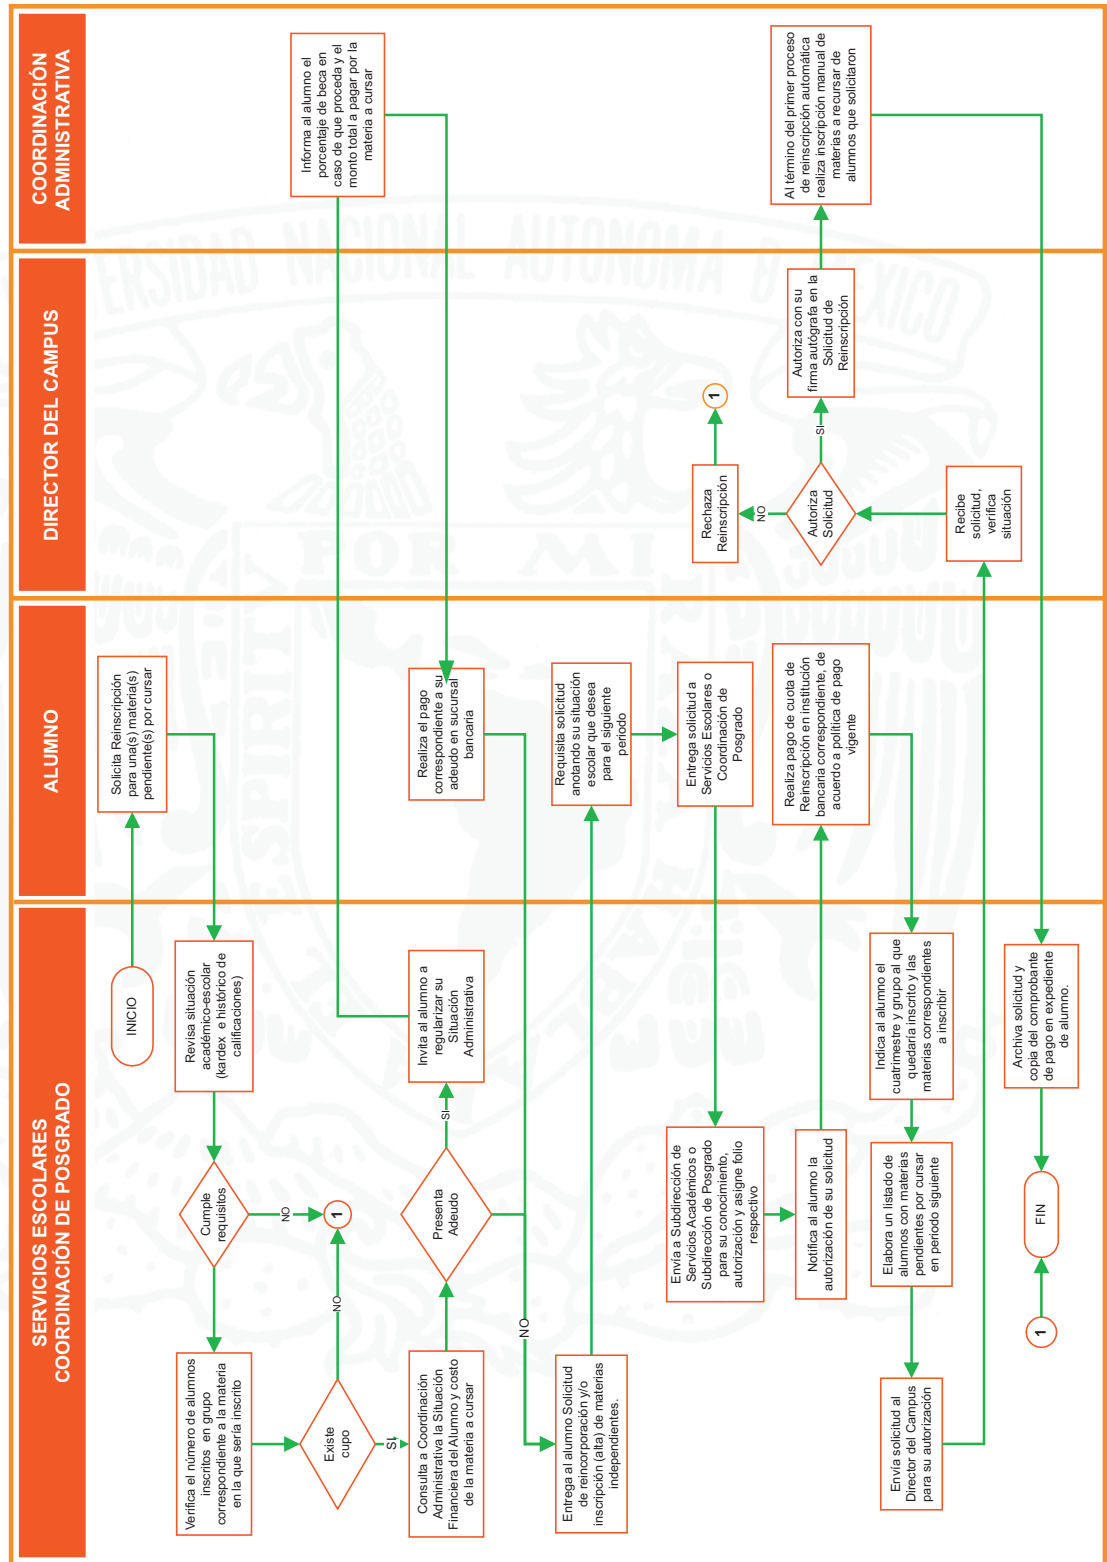 SERVICIOS ESCOLARES
COORDINACIÓN DE POSGRADO
ALUMNO
DIRECTOR DEL CAMPUS
COORDINACIÓN
ADMINISTRATIVA
INICIO
Solicita Reinscripción
para una(s) materia(s)
pendiente(s) por cursar
Revisa situación
académico-escolar
(kardex e histórico de
calificaciones)
Cumple
requisitos
NO
1
Verifica el número de alumnos
inscritos en grupo
correspondiente a la materia
en la que sería inscrito
Existe
cupo
NO
SI
Consulta a Coordinación
Administrativa la Situación
Financiera del Alumno y costo
de la materia a cursar
Presenta
Adeudo
SI
NO
Invita al alumno a
regularizar su
Situación
Administrativa
Informa al alumno el
porcentaje de beca en
caso de que proceda y el
monto total a pagar por la
materia a cursar
Realiza el pago
correspondiente a su
adeudo en sucursal
bancaria
Entrega al alumno Solicitud
de reincorporación y/o
inscripción (alta) de materias
independientes.
Requisita solicitud
anotando su situación
escolar que desea
para el siguiente
periodo
Entrega solicitud a
Servicios Escolares o
Coordinación de
Posgrado
Envía a Subdirección de
Servicios Académicos o
Subdirección de Posgrado
para su conocimiento,
autorización y asigne folio
respectivo
Notifica al alumno la
autorización de su solicitud
Realiza pago de cuota de
Reinscripción en institución
bancaría correspondiente, de
acuerdo a política de pago
vigente
Indica al alumno el
cuatrimestre y grupo al que
quedaría inscrito y las
materias correspondientes
a inscribir
Elabora un listado de
alumnos con materias
pendientes por cursar
en periodo siguiente
Envía solicitud al
Director del Campus
para su autorización
Recibe
solicitud,
verifica
situación
Autoriza
Solicitud
NO
SI
Rechaza
Reinscripción
1
Autoriza con su
firma autógrafa en la
Solicitud de
Reinscripción
Al término del primer proceso
de reinscripción automática
realiza inscripción manual de
materias a recursar de
alumnos que solicitaron
Archiva solicitud y
copia del comprobante
de pago en expediente
de alumno.
FIN
1
UNIVERSIDAD NACIONAL AUTONOMA DE MEXICO
POR MI RAZA
ESPIRITU